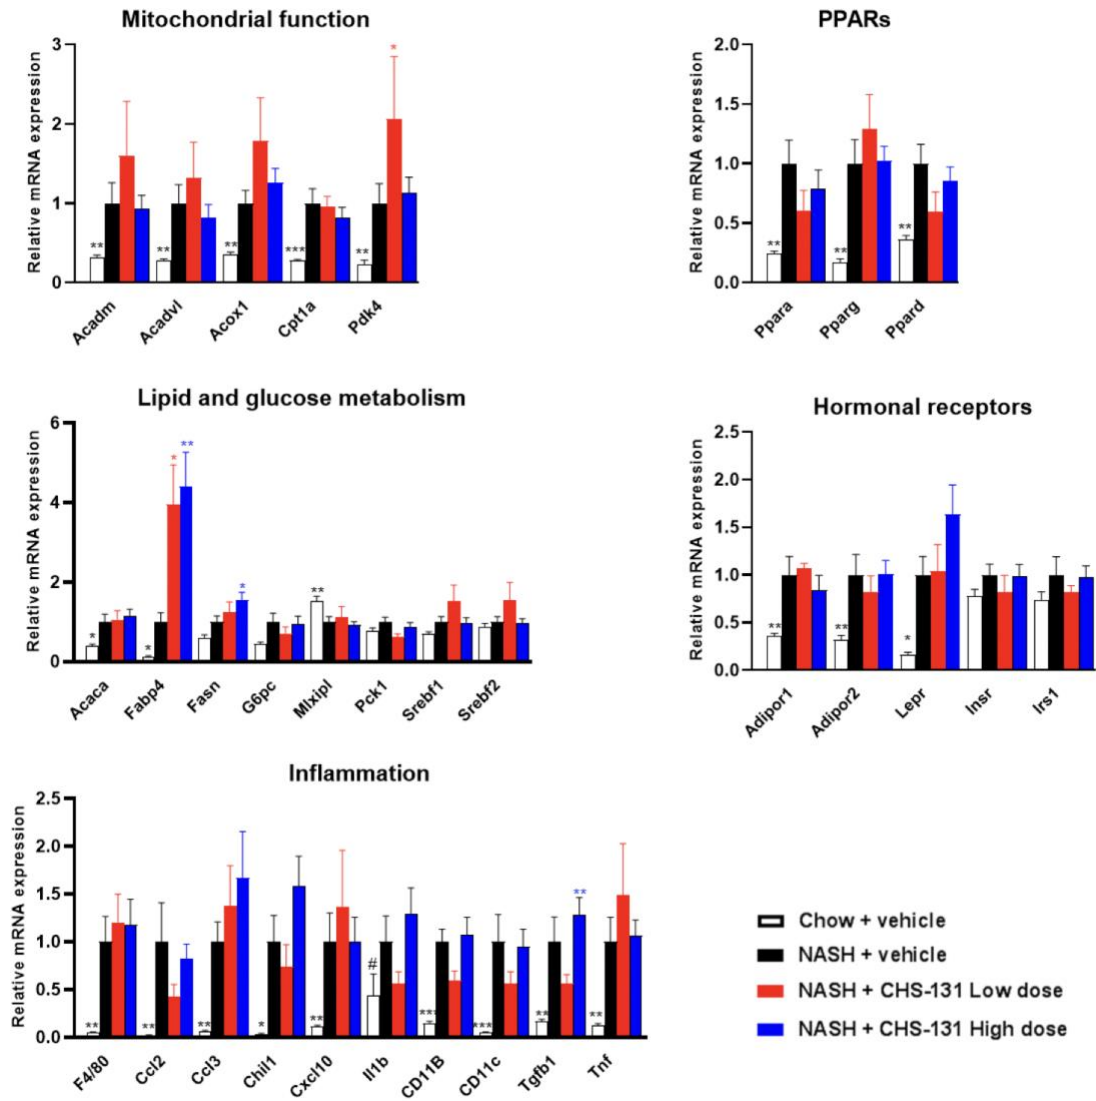 Mitochondrial function
Relative mRNA expression
3
2
1
0
**
**
**
***
**
*
Acadm
Acadvl
Acox1
Cpt1a
Pdk4
PPARs
Relative mRNA expression
2.0
1.5
1.0
0.5
0.0
**
**
**
Ppara
Pparg
Ppard
Lipid and glucose metabolism
Relative mRNA expression
6
4
2
0
*
*
*
**
*
**
Acaca
Fabp4
Fasn
G6pc
Mlxipl
Pck1
Srebf1
Srebf2
Hormonal receptors
Relative mRNA expression
2.5
2.0
1.5
1.0
0.5
0.0
**
**
*
Adipor1
Adipor2
Lepr
Insr
Irs1
Inflammation
Relative mRNA expression
2.5
2.0
1.5
1.0
0.5
0.0
**
**
**
*
**
#
***
***
**
**
**
F4/80
Ccl2
Ccl3
Chil1
Cxcl10
Il1b
CD11B
CD11c
Tgfb1
Tnf
Chow + vehicle
NASH + vehicle
NASH + CHS-131 Low dose
NASH + CHS-131 High dose